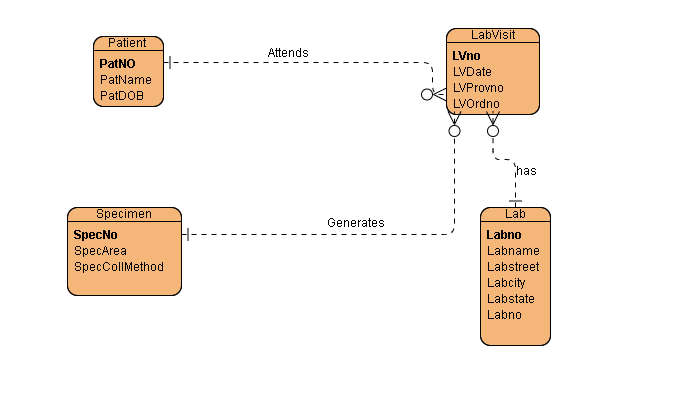 Patient
PatNO
PatName
PatDOB
Attends
LabVisit
LVno
LVDate
LVProvno
LVOrdno
has
Specimen
SpecNo
SpecArea
SpecCollMethod
Generates
Lab
Labno
Labname
Labstreet
Labcity
Labstate
Labno